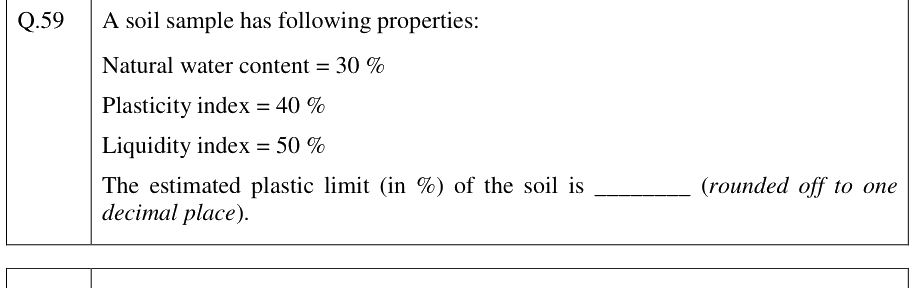 Q.59 A soil sample has following properties:
Natural water content = 30 %
Plasticity index = 40 %
Liquidity index = 50 %
The estimated plastic limit (in %) of the soil is ________ (rounded off to one
decimal place).